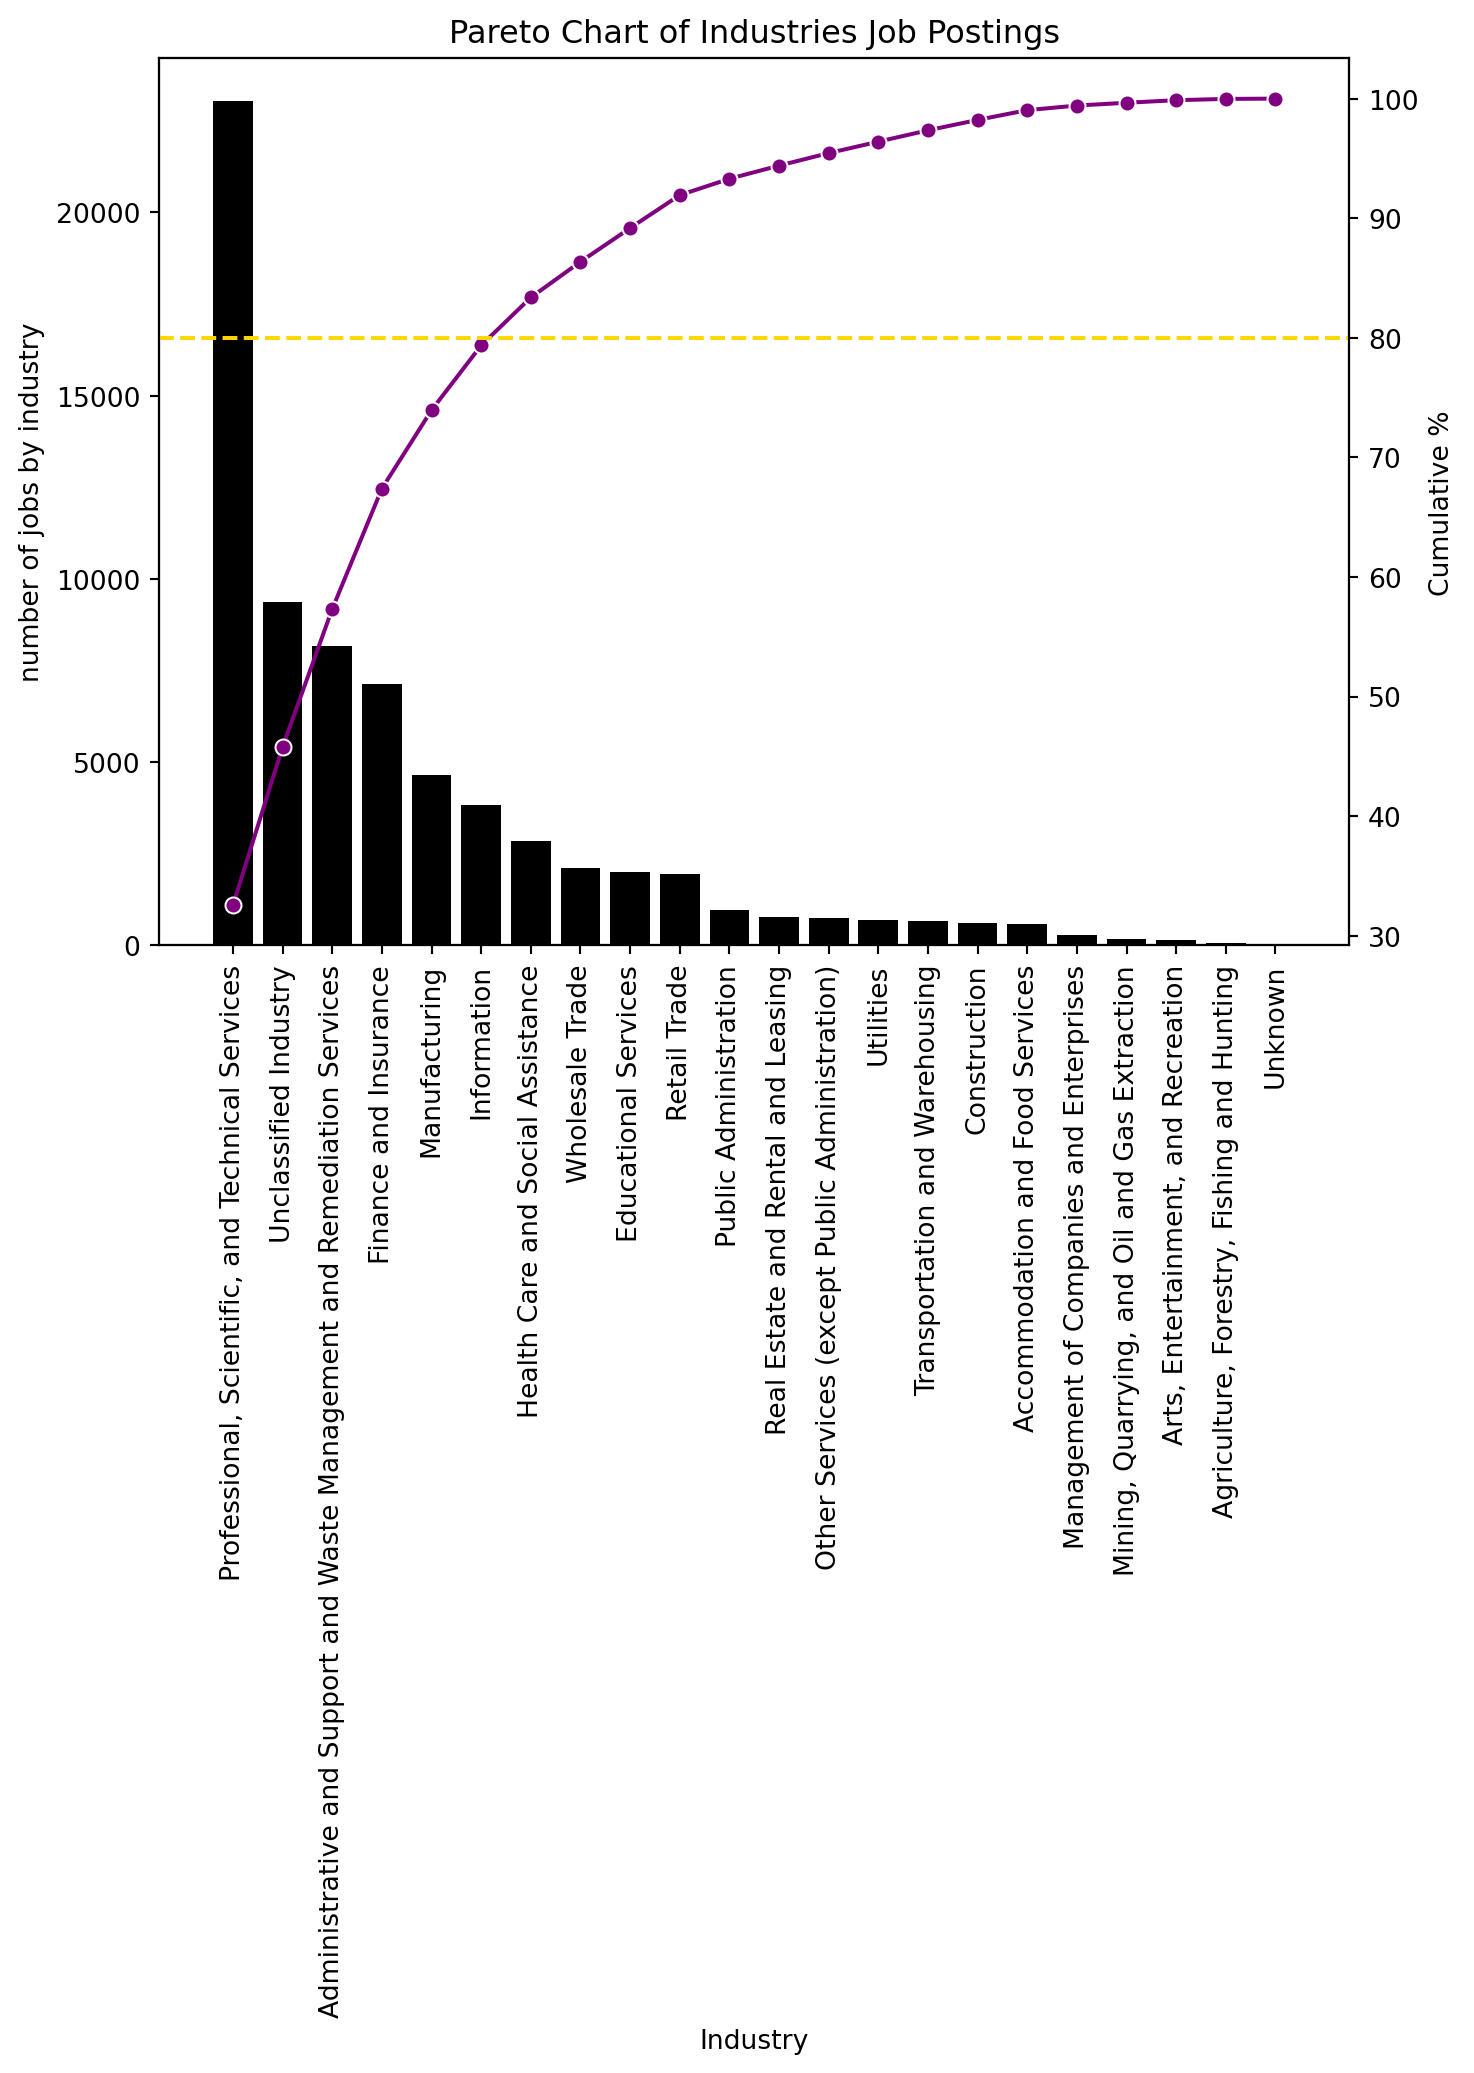 Pareto Chart of Industries Job Postings
number of jobs by industry
20000
15000
10000
5000
0
100
90
80
70
60
50
40
30
Cumulative %
Professional, Scientific, and Technical Services
Unclassified Industry
Administrative and Support and Waste Management and Remediation Services
Finance and Insurance
Manufacturing
Information
Health Care and Social Assistance
Wholesale Trade
Educational Services
Retail Trade
Public Administration
Real Estate and Rental and Leasing
Other Services (except Public Administration)
Utilities
Transportation and Warehousing
Construction
Accommodation and Food Services
Management of Companies and Enterprises
Mining, Quarrying, and Oil and Gas Extraction
Arts, Entertainment, and Recreation
Agriculture, Forestry, Fishing and Hunting
Unknown
Industry